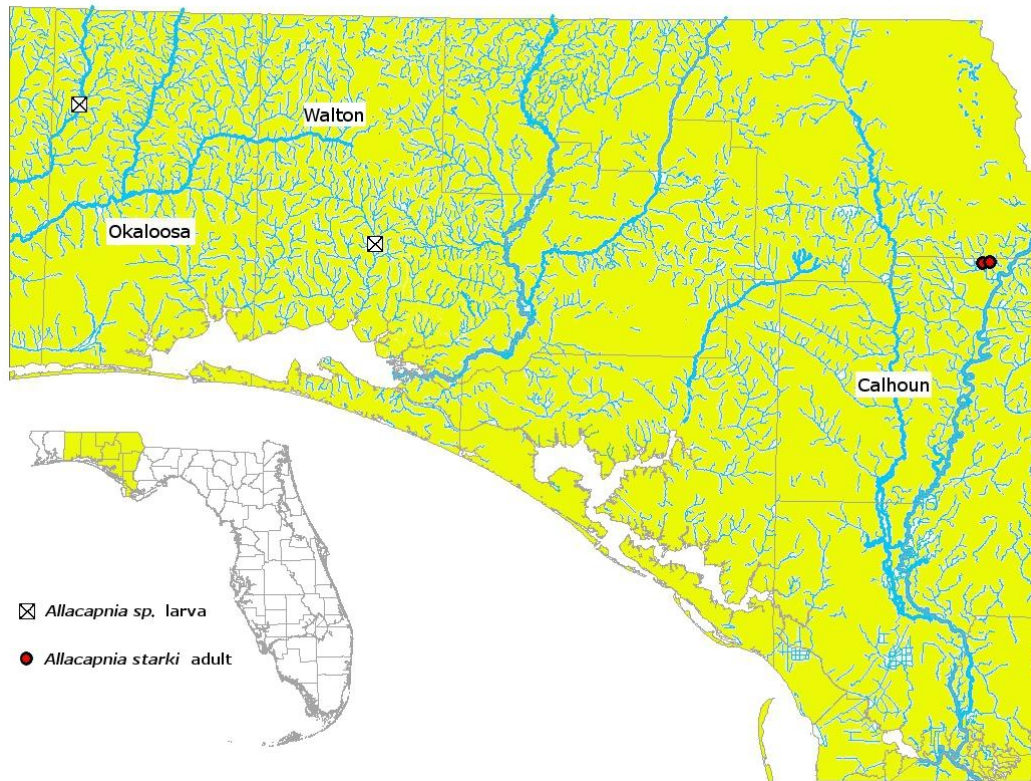 Walton
Okaloosa
Calhoun
Allacapnia sp. larva
Allacapnia starki adult